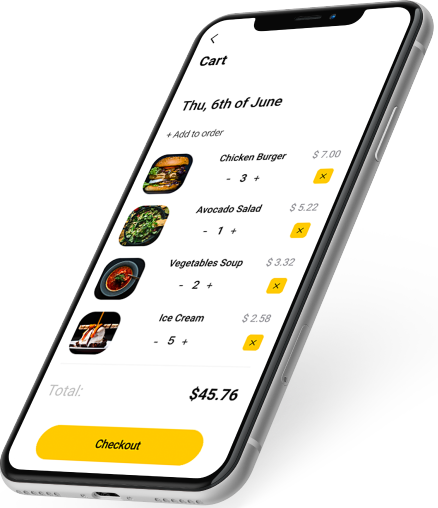 Cart
Thu, 6th of June
+ Add to order
Chicken Burger $ 7.00
- 3 +
Avocado Salad $ 5.22
- 1 +
Vegetables Soup $ 3.32
- 2 +
Ice Cream $ 2.58
- 5 +
Total: $45.76
Checkout